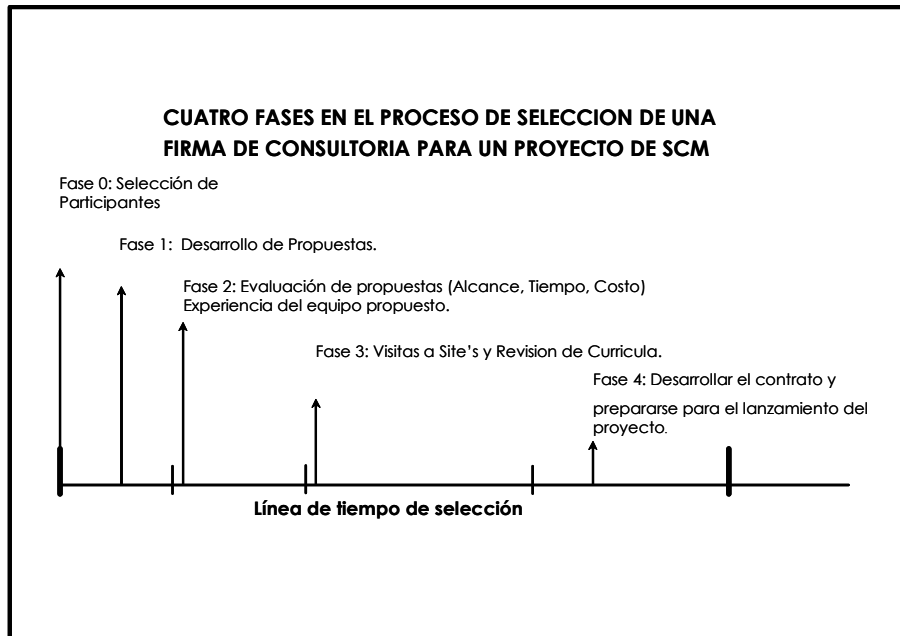 CUATRO FASES EN EL PROCESO DE SELECCION DE UNA
FIRMA DE CONSULTORIA PARA UN PROYECTO DE SCM
Fase 0: Selección de
Participantes
Fase 1: Desarrollo de Propuestas.
Fase 2: Evaluación de propuestas (Alcance, Tiempo, Costo)
Experiencia del equipo propuesto.
Fase 3: Visitas a Site's y Revision de Curricula.
Fase 4: Desarrollar el contrato y
prepararse para el lanzamiento del
proyecto.
Línea de tiempo de selección